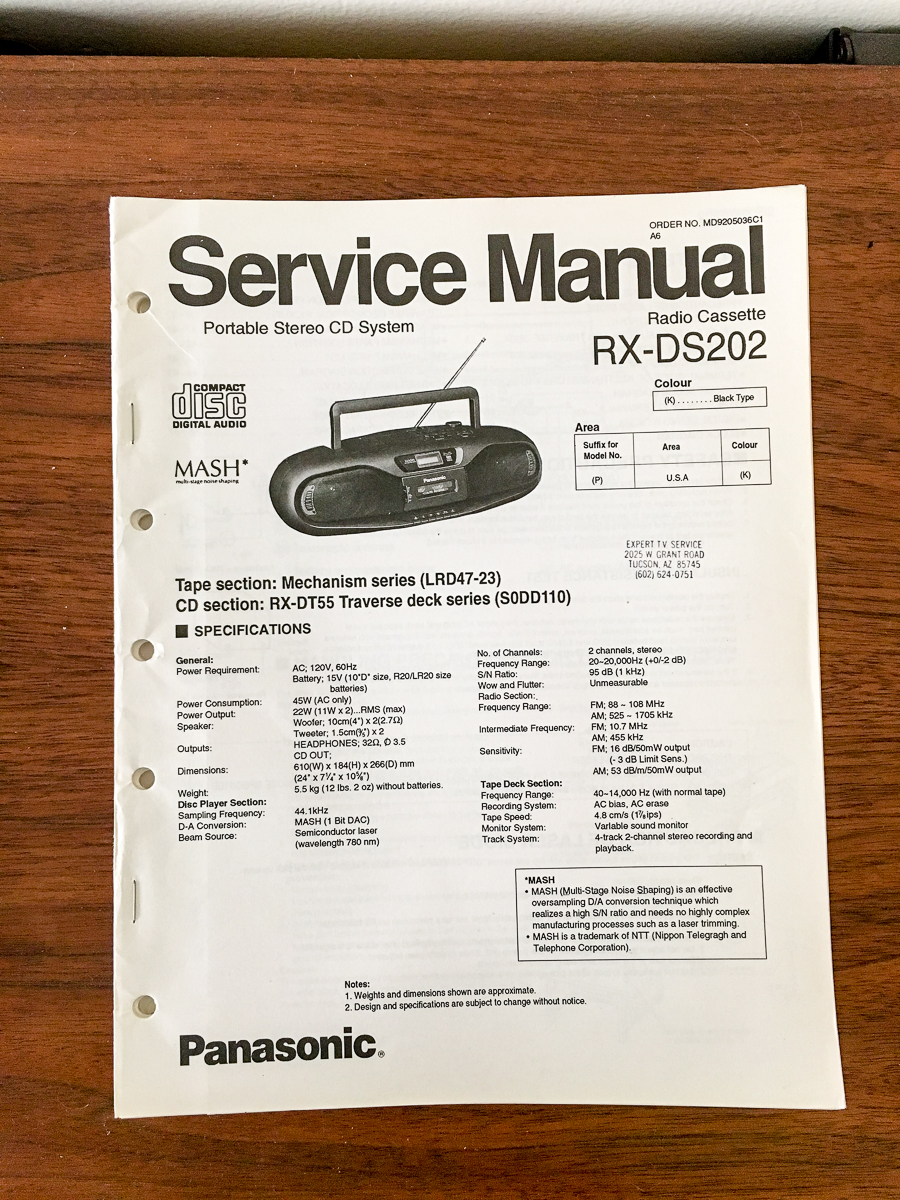 ORDER NO. MD9205036C1
A6
Service Manual
Portable Stereo CD System
Radio Cassette
RX-DS202
COMPACT
disc
DIGITAL AUDIO
MASH*
multi-stage noise shaping
Panasonic
Colour
(K) . . . . . . . . Black Type
Area
Suffix for Model No. Area Colour
(P) U.S.A (K)
EXPERT TV SERVICE
2025 W GRANT ROAD
TUCSON, AZ 85745
(602) 624-0751
Tape section: Mechanism series (LRD47-23)
CD section: RX-DT55 Traverse deck series (S0DD110)
■ SPECIFICATIONS
General:
Power Requirement: AC; 120V, 60Hz
Battery; 15V (10"D" size, R20/LR20 size
batteries)
Power Consumption: 45W (AC only)
Power Output: 22W (11W x 2)...RMS (max)
Speaker: Woofer; 10cm(4") x 2(2.7Ω)
Tweeter; 1.5cm(") x 2
Outputs: HEADPHONES; 32Ω, 3.5
CD OUT;
Dimensions: 610(W) x 184(H) x 266(D) mm
(24" x 7¼" x 10")
Weight: 5.5 kg (12 lbs. 2 oz) without batteries.
Disc Player Section:
Sampling Frequency: 44.1kHz
D-A Conversion: MASH (1 Bit DAC)
Beam Source: Semiconductor laser
(wavelength 780 nm)
No. of Channels: 2 channels, stereo
Frequency Range: 20~20,000Hz (+0/-2 dB)
S/N Ratio: 95 dB (1 kHz)
Wow and Flutter: Unmeasurable
Radio Section:
Frequency Range: FM; 88 ~ 108 MHz
AM; 525 ~ 1705 kHz
Intermediate Frequency: FM; 10.7 MHz
AM; 455 kHz
Sensitivity: FM; 16 dB/50mW output
(- 3 dB Limit Sens.)
AM; 53 dB/m/50mW output
Tape Deck Section:
Frequency Range: 40~14,000 Hz (with normal tape)
Recording System: AC bias, AC erase
Tape Speed: 4.8 cm/s (1⅞ips)
Monitor System: Variable sound monitor
Track System: 4-track 2-channel stereo recording and
playback.
*MASH
• MASH (Multi-Stage Noise Shaping) is an effective
oversampling D/A conversion technique which
realizes a high S/N ratio and needs no highly complex
manufacturing processes such as a laser trimming.
• MASH is a trademark of NTT (Nippon Telegragh and
Telephone Corporation).
Notes:
1. Weights and dimensions shown are approximate.
2. Design and specifications are subject to change without notice.
Panasonic®